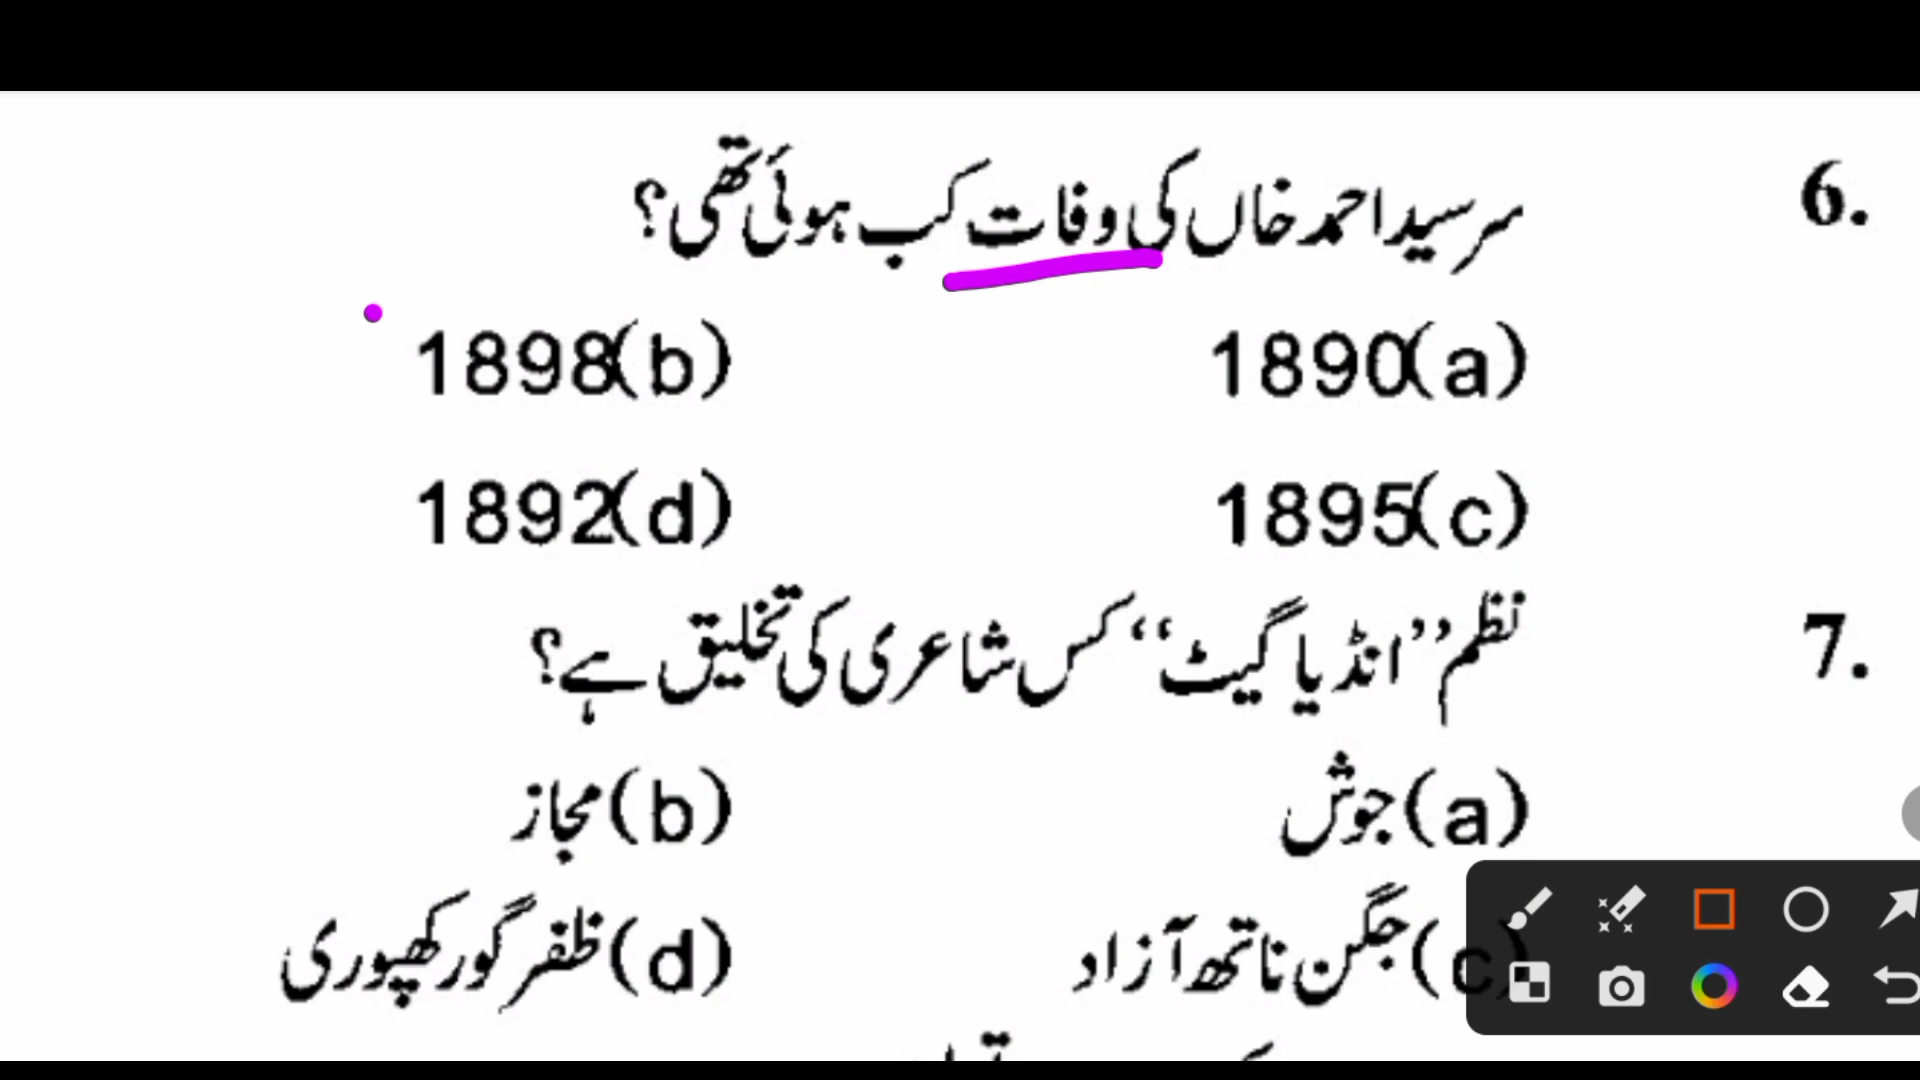 6. سرسید احمد خاں کی وفات کب ہوئی تھی؟
(a) 1890 (b) 1898
(c) 1895 (d) 1892
7. نظم ’’انڈیا گیٹ‘‘ کس شاعری کی تخلیق ہے؟
(a) جوش (b) مجاز
(c) جگن ناتھ آزاد (d) ظفر گورکھپوری